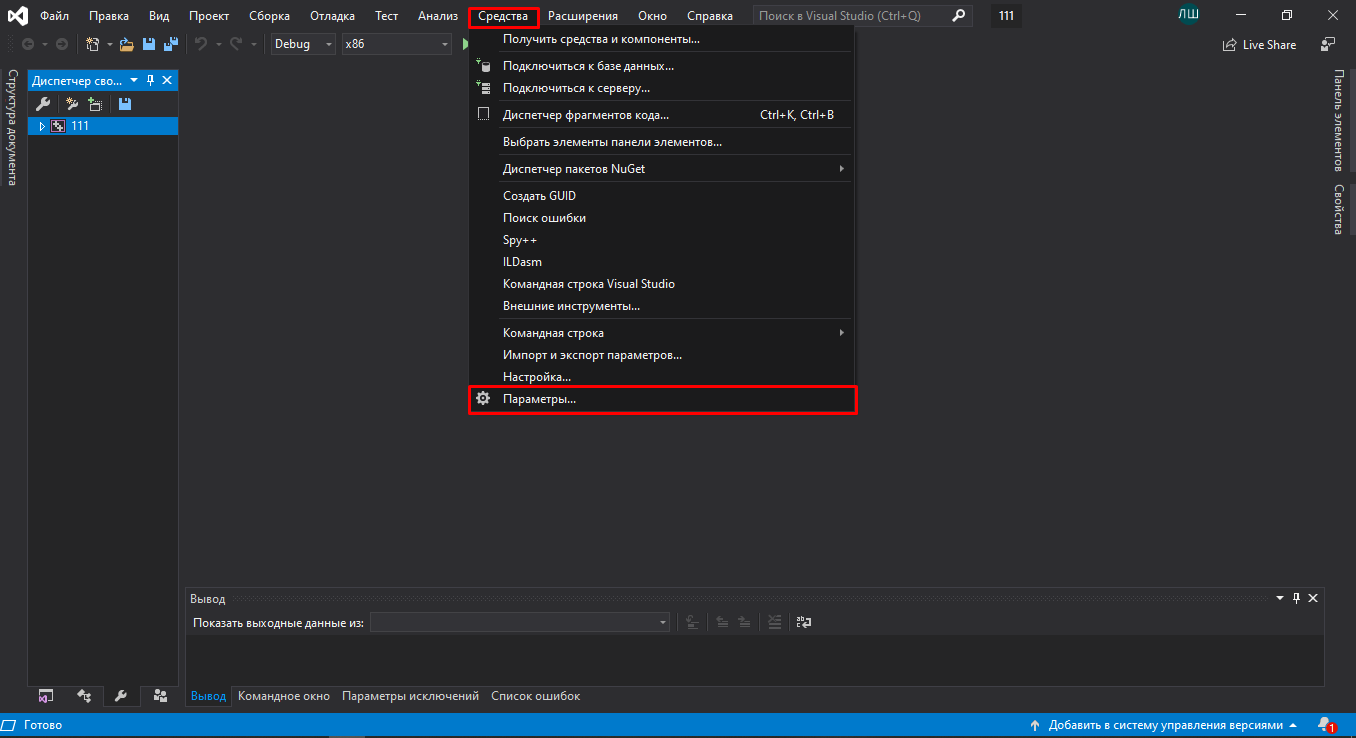 Файл Правка Вид Проект Сборка Отладка Тест Анализ Средства Расширения Окно Справка Поиск в Visual Studio (Ctrl+Q) 111 ЛШ
Debug x86 Live Share
Структура документа
Диспетчер сво...
111
Получить средства и компоненты...
Подключиться к базе данных...
Подключиться к серверу...
Диспетчер фрагментов кода... Ctrl+K, Ctrl+B
Выбрать элементы панели элементов...
Диспетчер пакетов NuGet
Создать GUID
Поиск ошибки
Spy++
ILDasm
Командная строка Visual Studio
Внешние инструменты...
Командная строка
Импорт и экспорт параметров...
Настройка...
Параметры...
Панель элементов
Свойства
Вывод
Показать выходные данные из:
Вывод Командное окно Параметры исключений Список ошибок
Готово Добавить в систему управления версиями 1